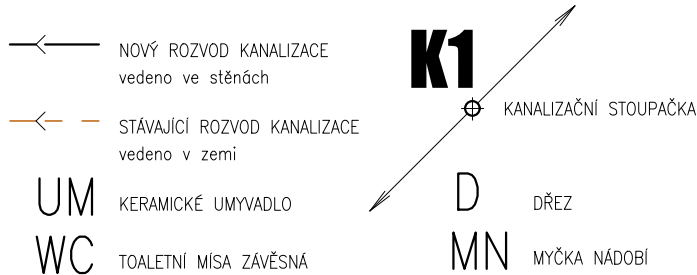 NOVÝ ROZVOD KANALIZACE
vedeno ve stěnách
STÁVAJÍCÍ ROZVOD KANALIZACE
vedeno v zemi
UM KERAMICKÉ UMYVADLO
WC TOALETNÍ MÍSA ZÁVĚSNÁ
K1
KANALIZAČNÍ STOUPAČKA
D DŘEZ
MN MYČKA NÁDOBÍ